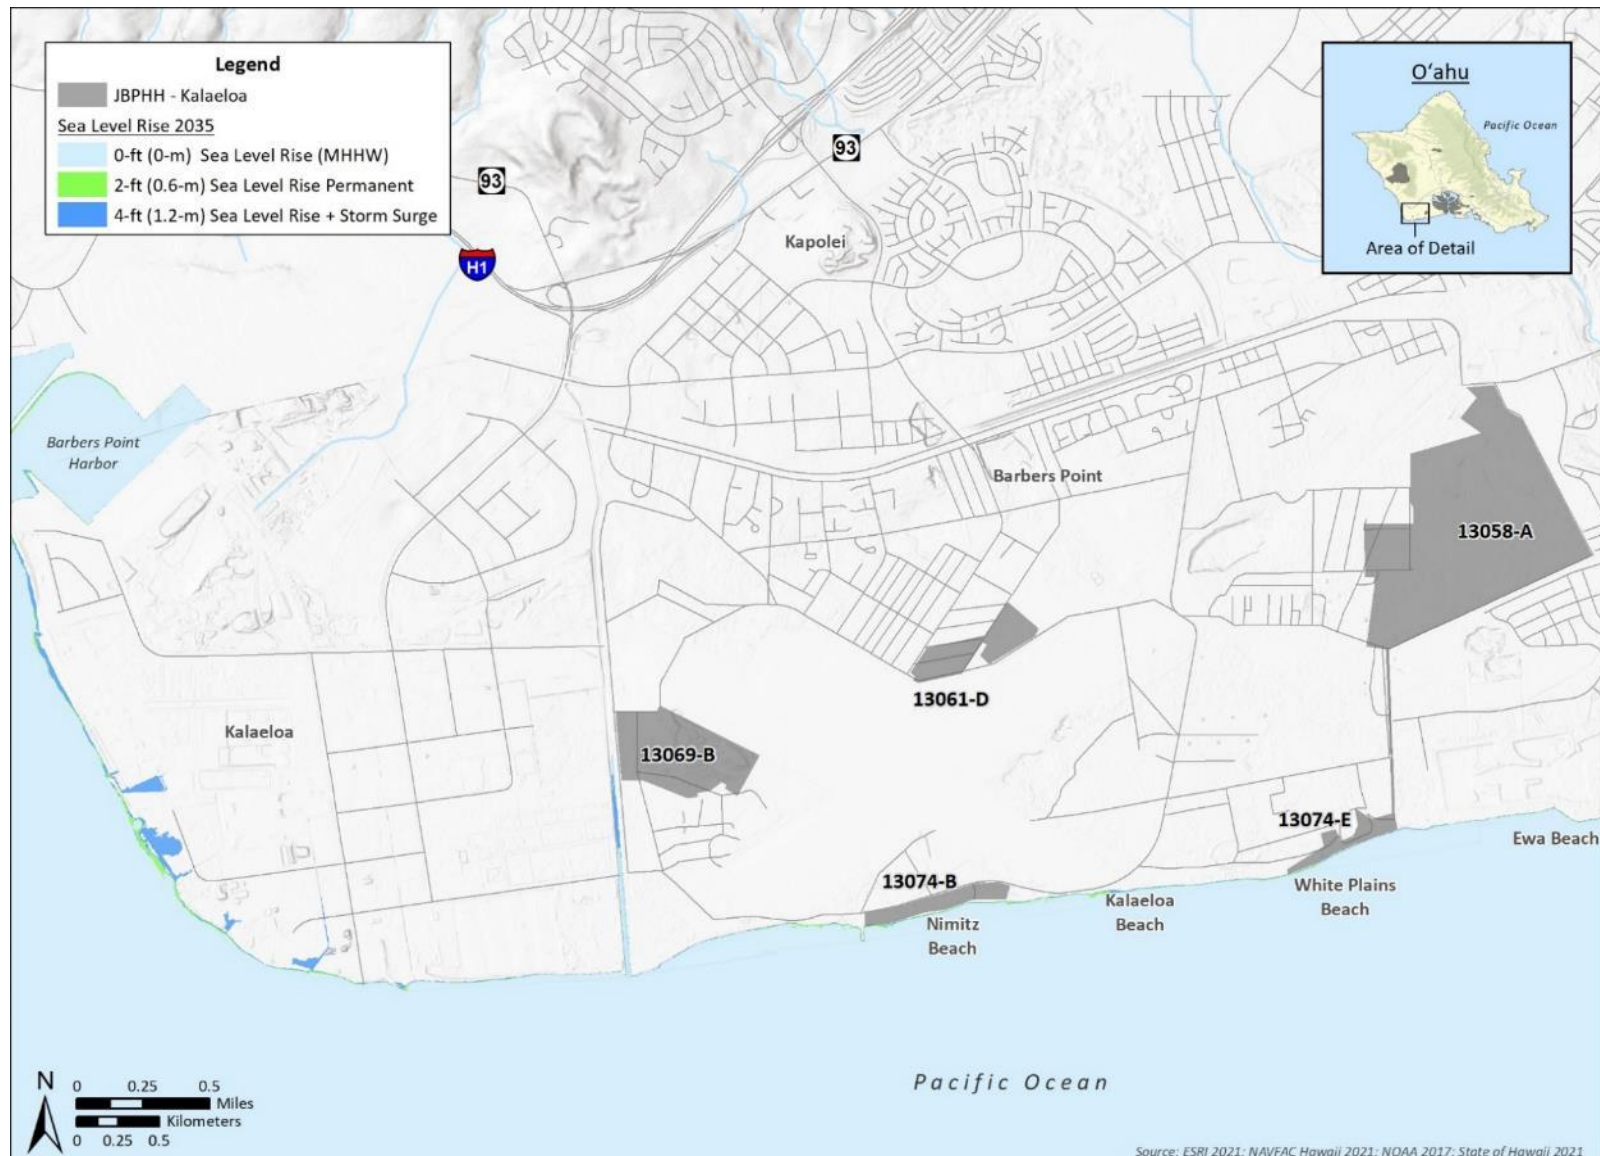 Legend
JBPHH - Kalaeloa
Sea Level Rise 2035
0-ft (0-m) Sea Level Rise (MHHW)
2-ft (0.6-m) Sea Level Rise Permanent
4-ft (1.2-m) Sea Level Rise + Storm Surge
O‘ahu
Pacific Ocean
Area of Detail
93
93
H1
Kapolei
Barbers Point
Harbor
Barbers Point
13058-A
13061-D
Kalaeloa
13069-B
13074-E
Ewa Beach
13074-B
White Plains
Beach
Kalaeloa
Beach
Nimitz
Beach
Pacific Ocean
N
0 0.25 0.5
Miles
Kilometers
0 0.25 0.5
Source: ESRI 2021; NAVFAC Hawaii 2021; NOAA 2017; State of Hawaii 2021